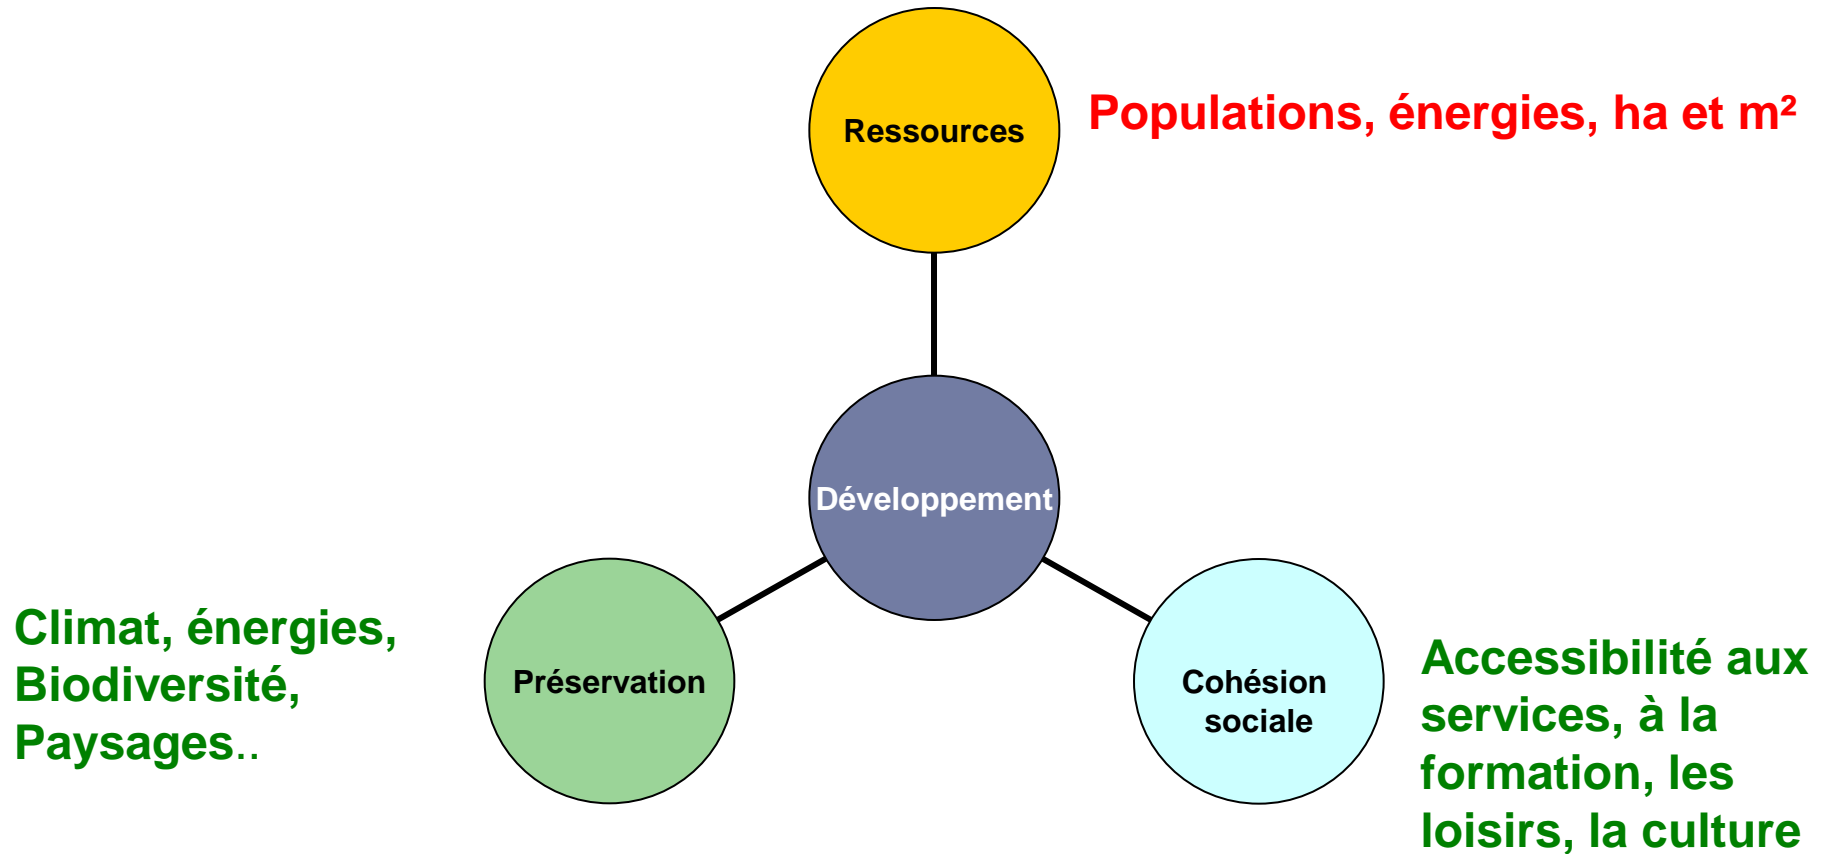 Ressources
Populations, énergies, ha et m²
Développement
Climat, énergies,
Biodiversité,
Paysages..
Préservation
Cohésion
sociale
Accessibilité aux
services, à la
formation, les
loisirs, la culture